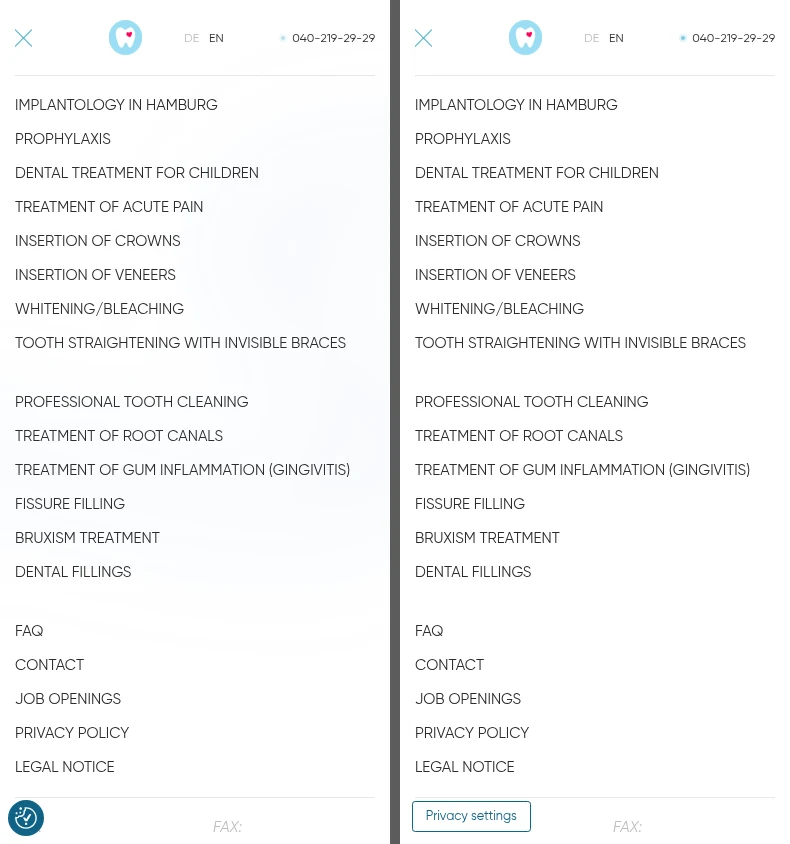 DE EN 040-219-29-29
IMPLANTOLOGY IN HAMBURG
PROPHYLAXIS
DENTAL TREATMENT FOR CHILDREN
TREATMENT OF ACUTE PAIN
INSERTION OF CROWNS
INSERTION OF VENEERS
WHITENING/BLEACHING
TOOTH STRAIGHTENING WITH INVISIBLE BRACES
PROFESSIONAL TOOTH CLEANING
TREATMENT OF ROOT CANALS
TREATMENT OF GUM INFLAMMATION (GINGIVITIS)
FISSURE FILLING
BRUXISM TREATMENT
DENTAL FILLINGS
FAQ
CONTACT
JOB OPENINGS
PRIVACY POLICY
LEGAL NOTICE
FAX:
DE EN 040-219-29-29
IMPLANTOLOGY IN HAMBURG
PROPHYLAXIS
DENTAL TREATMENT FOR CHILDREN
TREATMENT OF ACUTE PAIN
INSERTION OF CROWNS
INSERTION OF VENEERS
WHITENING/BLEACHING
TOOTH STRAIGHTENING WITH INVISIBLE BRACES
PROFESSIONAL TOOTH CLEANING
TREATMENT OF ROOT CANALS
TREATMENT OF GUM INFLAMMATION (GINGIVITIS)
FISSURE FILLING
BRUXISM TREATMENT
DENTAL FILLINGS
FAQ
CONTACT
JOB OPENINGS
PRIVACY POLICY
LEGAL NOTICE
Privacy settings
FAX: